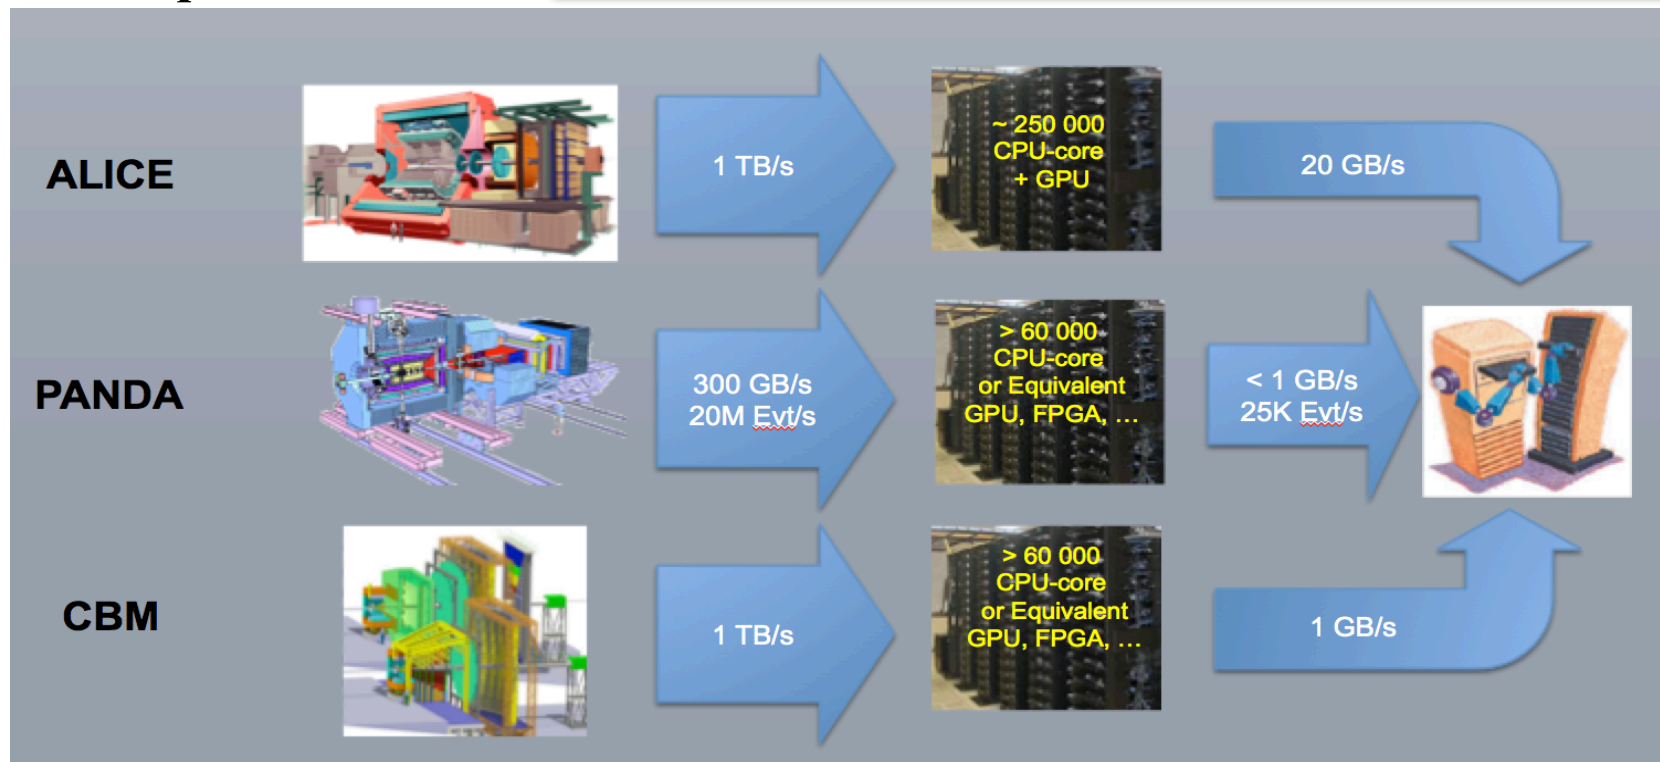 ALICE
1 TB/s
~ 250 000
CPU-core
+ GPU
20 GB/s
PANDA
300 GB/s
20M Evt/s
> 60 000
CPU-core
or Equivalent
GPU, FPGA, …
< 1 GB/s
25K Evt/s
CBM
1 TB/s
> 60 000
CPU-core
or Equivalent
GPU, FPGA, …
1 GB/s